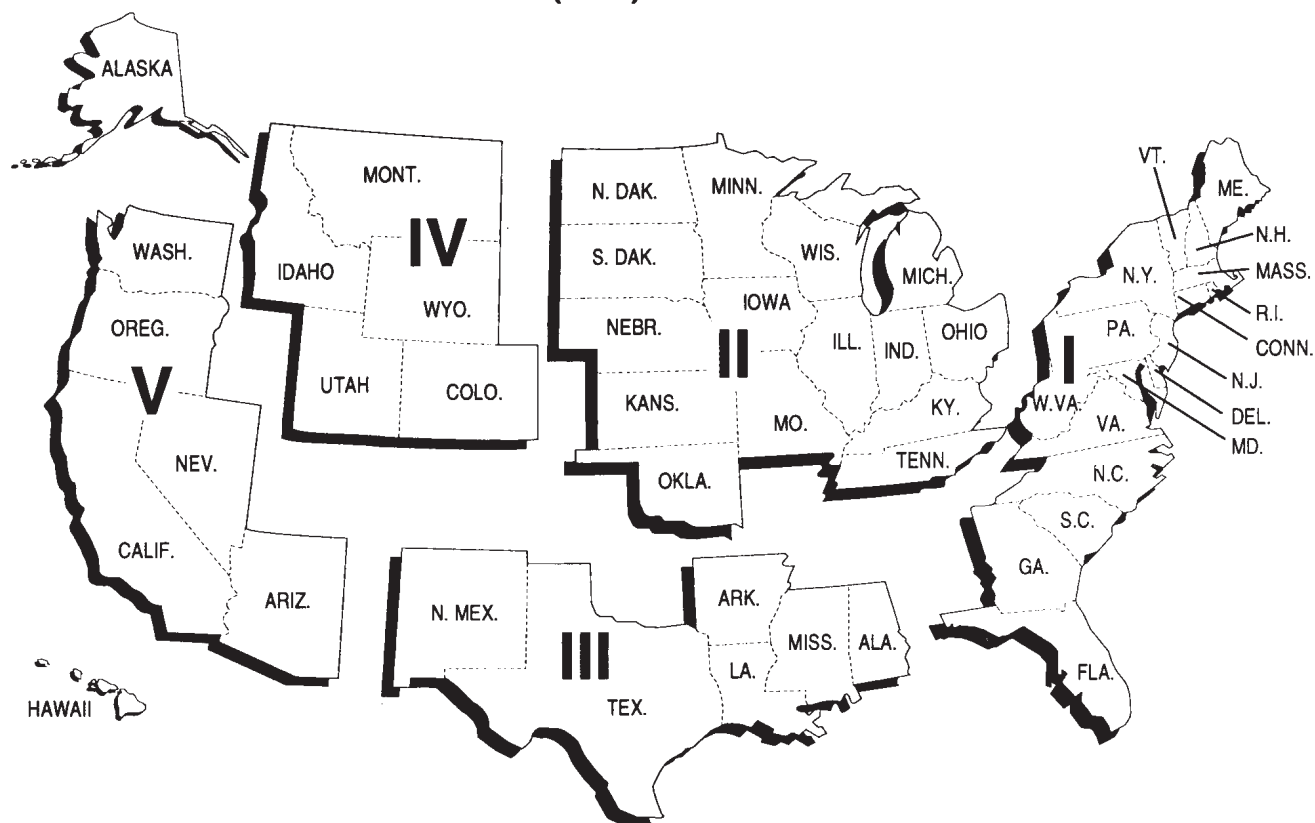 ALASKA
VT.
MONT.
N. DAK.
MINN.
ME.
WASH.
IV
N.H.
IDAHO
S. DAK.
WIS.
MICH.
N.Y.
MASS.
WYO.
IOWA
R.I.
OREG.
NEBR.
OHIO
PA.
CONN.
II
ILL.
IND.
I
N.J.
V
UTAH
COLO.
KANS.
KY.
W.VA.
DEL.
MO.
VA.
MD.
NEV.
TENN.
OKLA.
N.C.
S.C.
CALIF.
GA.
ARIZ.
N. MEX.
ARK.
III
MISS.
ALA.
LA.
FLA.
HAWAII
TEX.